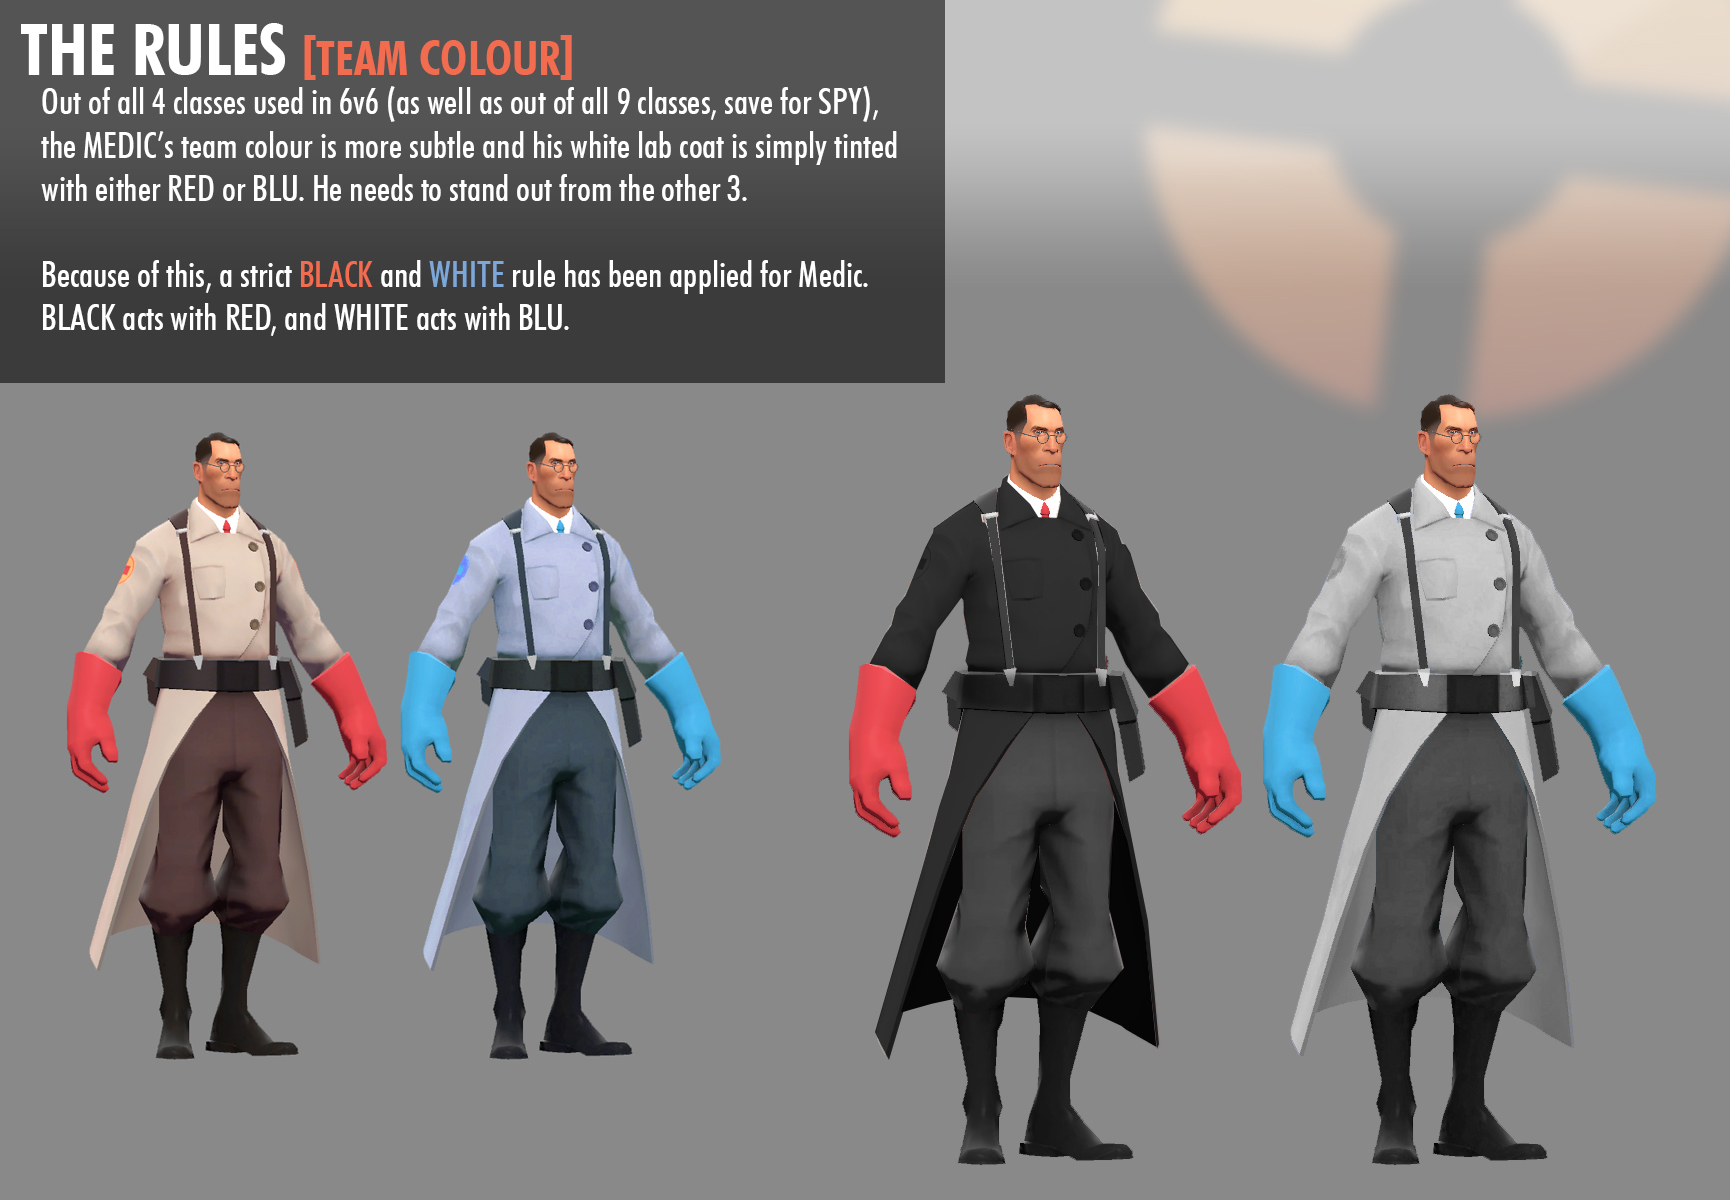 THE RULES [TEAM COLOUR]
Out of all 4 classes used in 6v6 (as well as out of all 9 classes, save for SPY),
the MEDIC's team colour is more subtle and his white lab coat is simply tinted
with either RED or BLU. He needs to stand out from the other 3.
Because of this, a strict BLACK and WHITE rule has been applied for Medic.
BLACK acts with RED, and WHITE acts with BLU.